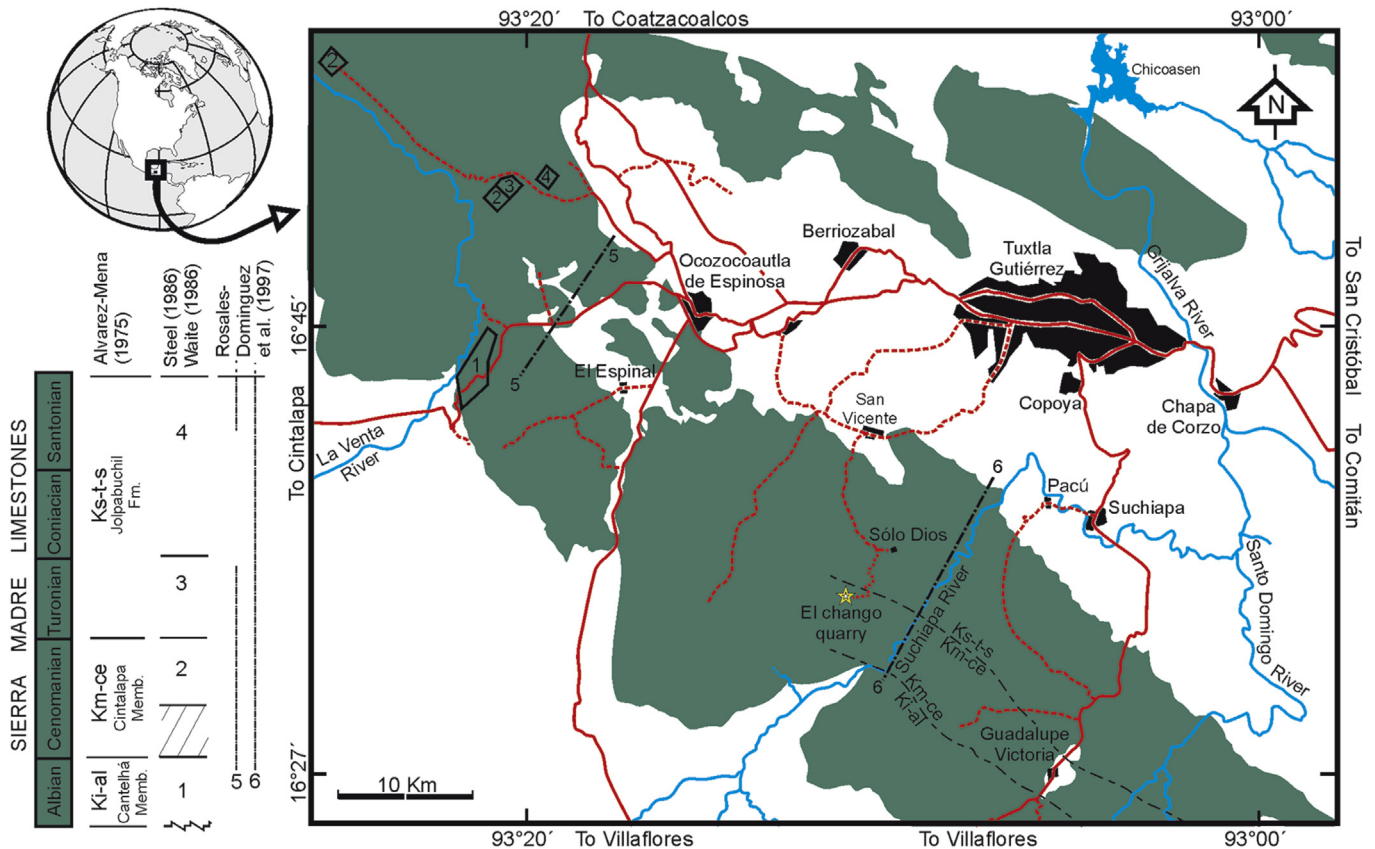 93°20´
To Coatzacoalcos
93°00´
2
Chicoasen
N
2
3
4
Berriozabal
Tuxtla
Gutiérrez
Ocozocoautla
de Espinosa
5
Grijalva River
To San Cristóbal
To Comitán
16°45´
Alvarez-Mena
(1975)
Steel (1986)
Waite (1986)
Rosales-
Dominguez
et al. (1997)
1
5
El Espinal
San
Vicente
Copoya
Chapa
de Corzo
To Cintalapa
La Venta
River
6
Pacú
Suchiapa
Sólo Dios
Santo Domingo
River
El chango
quarry
Suchiapa River
Ks-t-s
Km-ce
6
Km-ce
Ki-al
Guadalupe
Victoria
16°27´
10 Km
93°20´
To Villaflores
To Villaflores
93°00´
SIERRA MADRE LIMESTONES
Santonian
Coniacian
Turonian
Cenomanian
Albian
Ks-t-s
Jolpabuchil
Fm.
Km-ce
Cintalapa
Memb.
Ki-al
Cantelhá
Memb.
4
3
2
1
5
6